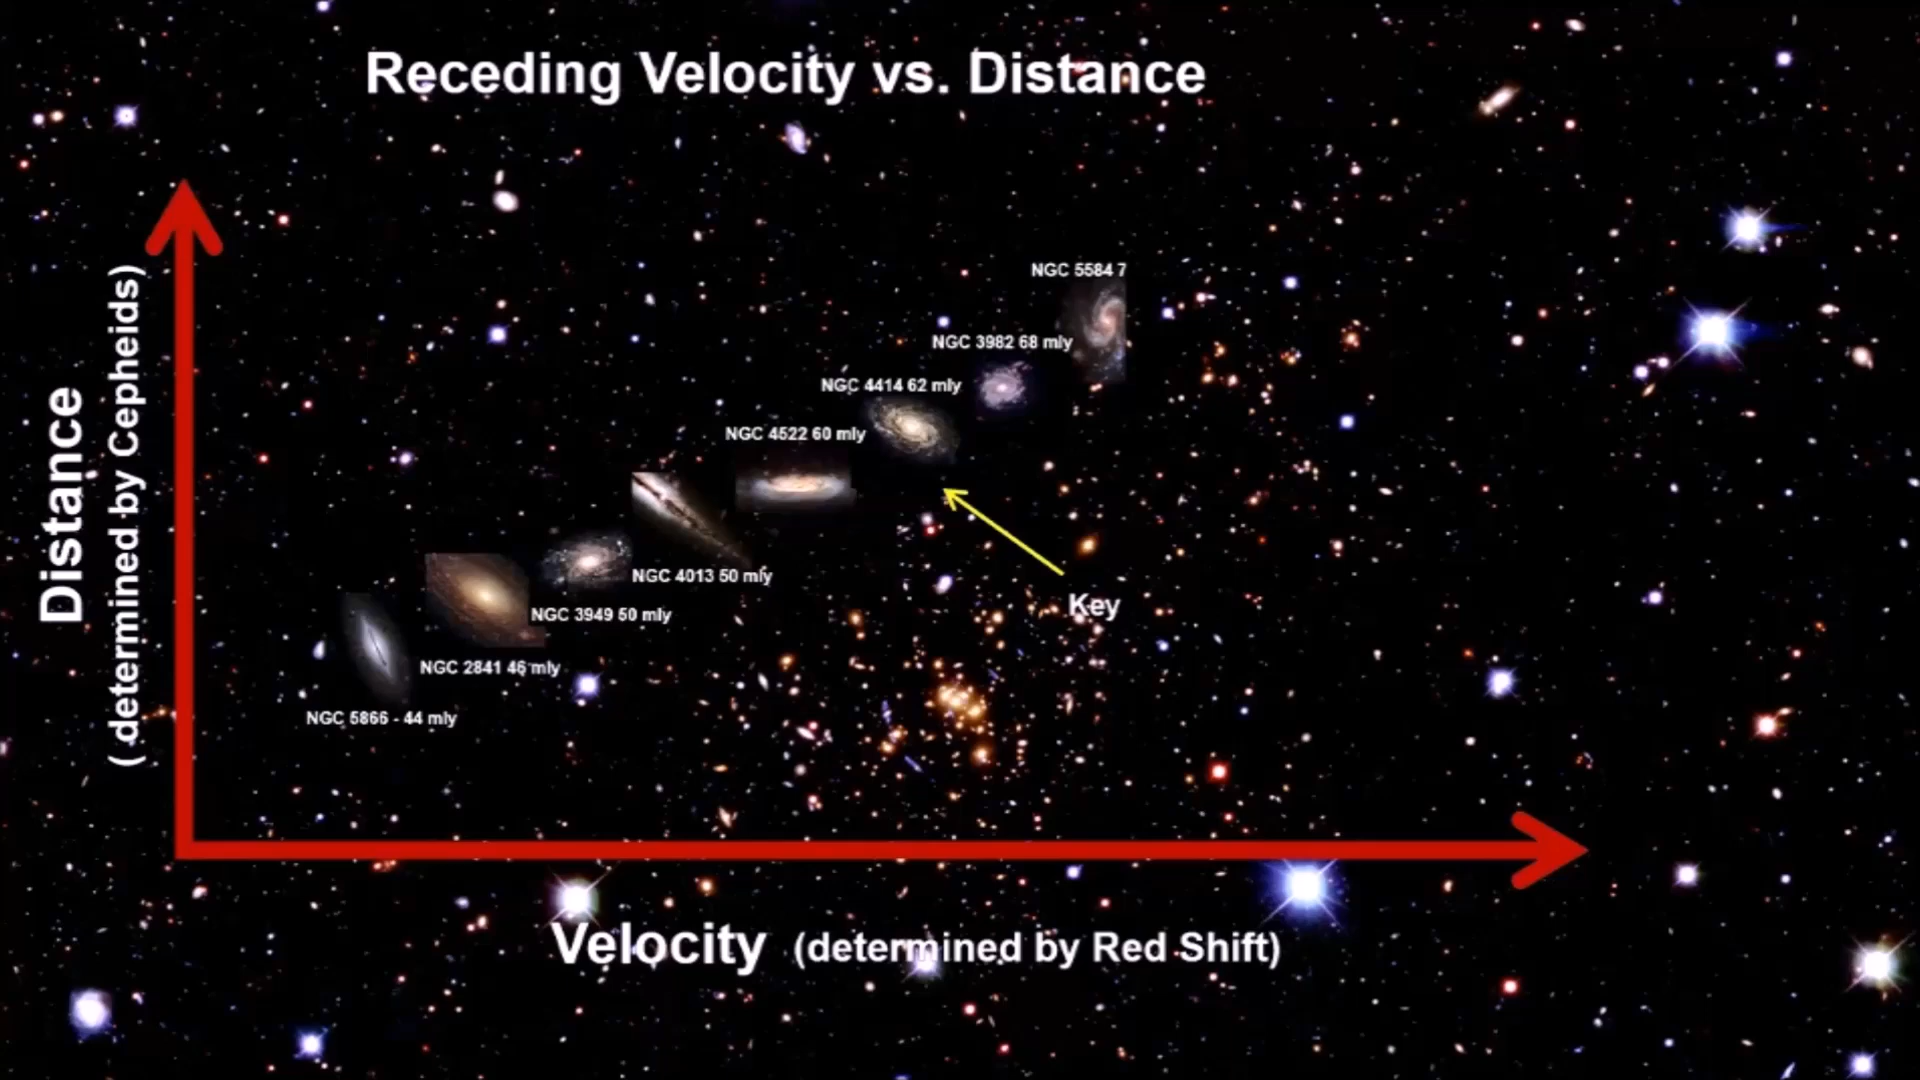 Receding Velocity vs. Distance
NGC 5584 7
NGC 3982 68 mly
NGC 4414 62 mly
NGC 4522 60 mly
NGC 4013 50 mly
Key
NGC 3949 50 mly
NGC 2841 46 mly
NGC 5866 - 44 mly
Distance
(determined by Cepheids)
Velocity (determined by Red Shift)